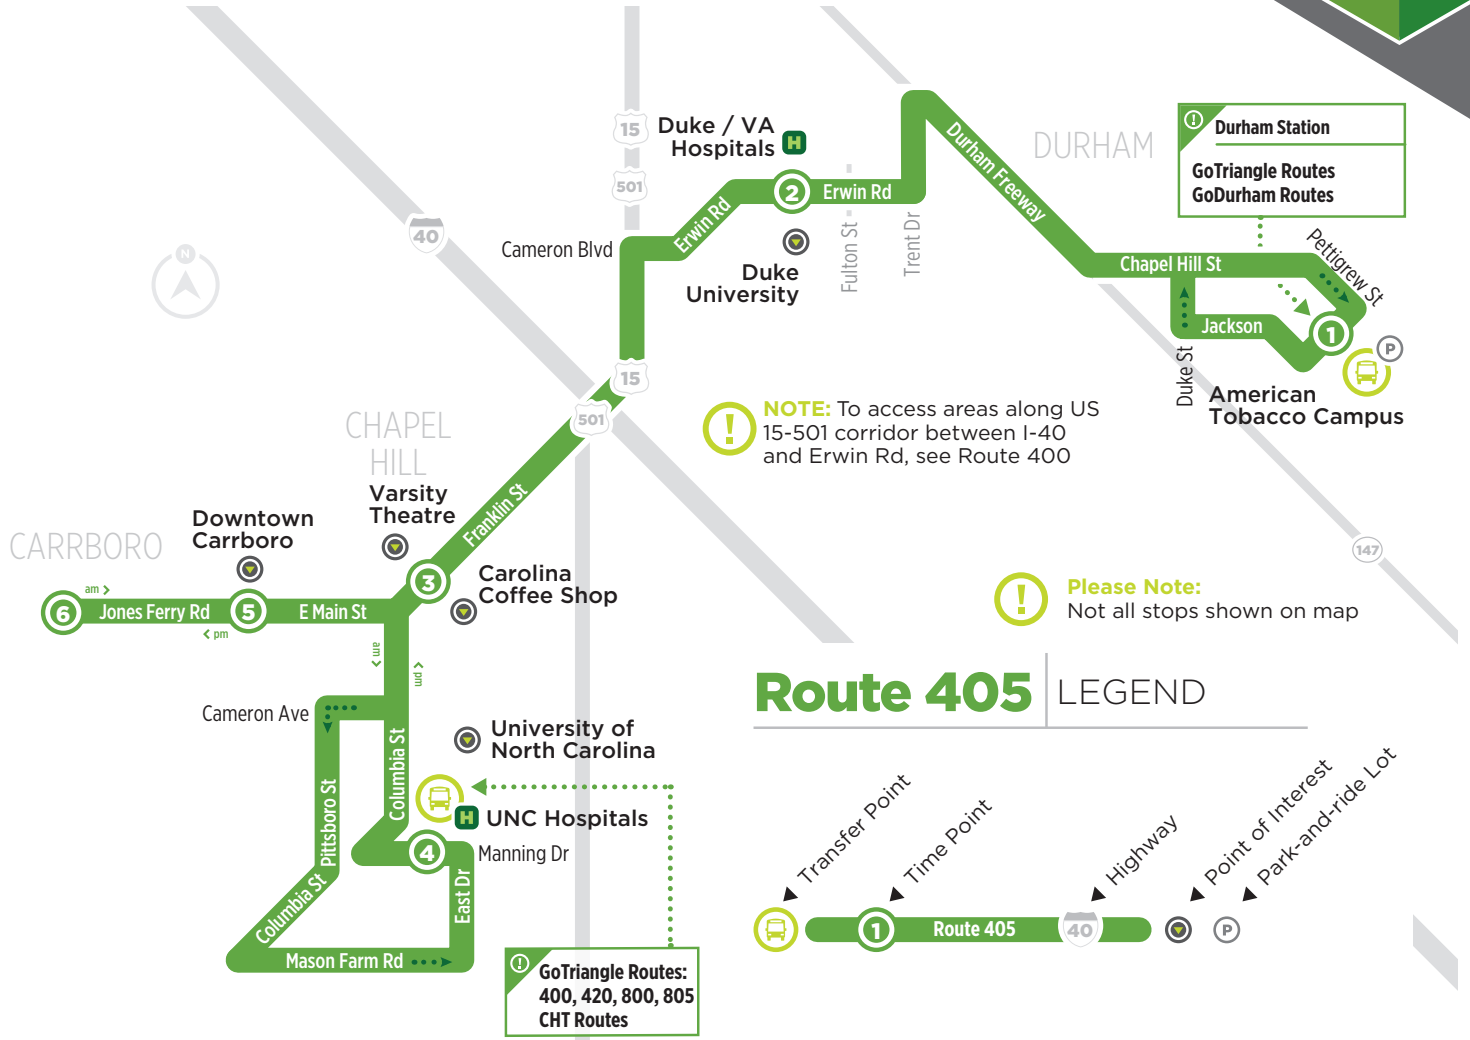 15
Duke / VA
Hospitals
H
501
2
Erwin Rd
Erwin Rd
Cameron Blvd
Duke
University
Fulton St
Trent Dr
Durham Freeway
DURHAM
!
Durham Station
GoTriangle Routes
GoDurham Routes
Chapel Hill St
Pettigrew St
Jackson
Duke St
1
P
American
Tobacco Campus
40
N
15
501
!
NOTE: To access areas along US
15-501 corridor between I-40
and Erwin Rd, see Route 400
147
!
Please Note:
Not all stops shown on map
CHAPEL
HILL
Varsity
Theatre
Franklin St
Downtown
Carrboro
CARRBORO
3
Carolina
Coffee Shop
am >
6
Jones Ferry Rd
5
E Main St
< pm
am >
< pm
Cameron Ave
University of
North Carolina
Columbia St
Pittsboro St
H
UNC Hospitals
4
Manning Dr
East Dr
Columbia St
Mason Farm Rd
!
GoTriangle Routes:
400, 420, 800, 805
CHT Routes
Route 405
LEGEND
Transfer Point
Time Point
Highway
Point of Interest
Park-and-ride Lot
1
Route 405
40
P